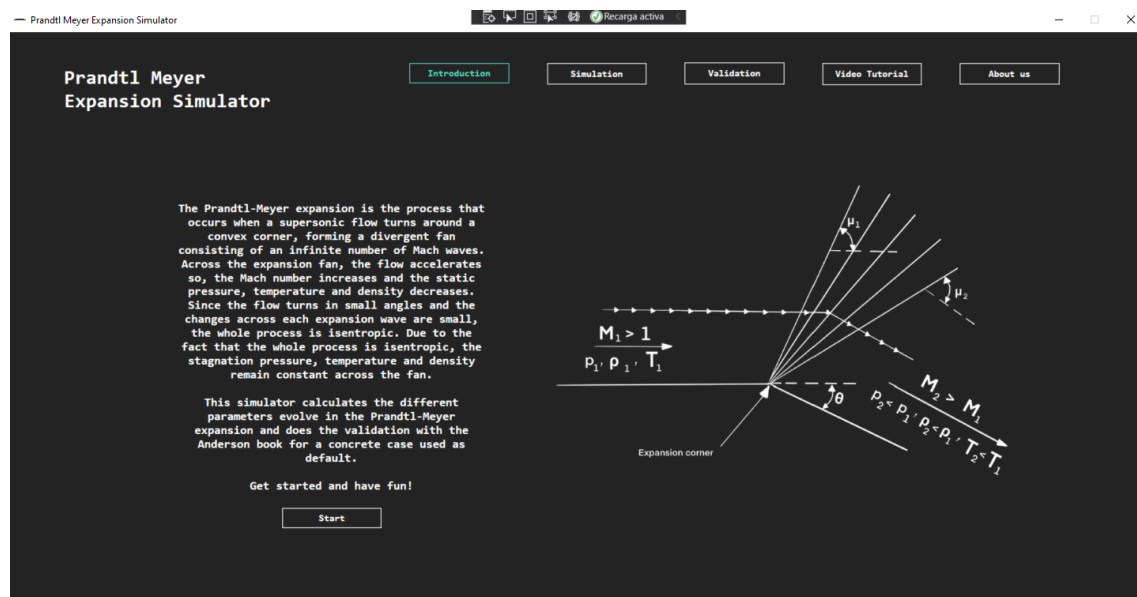 Prandtl Meyer Expansion Simulator
Recarga activa
Prandtl Meyer
Expansion Simulator
Introduction
Simulation
Validation
Video Tutorial
About us
The Prandtl-Meyer expansion is the process that
occurs when a supersonic flow turns around a
convex corner, forming a divergent fan
consisting of an infinite number of Mach waves.
Across the expansion fan, the flow accelerates
so, the Mach number increases and the static
pressure, temperature and density decreases.
Since the flow turns in small angles and the
changes across each expansion wave are small,
the whole process is isentropic. Due to the
fact that the whole process is isentropic, the
stagnation pressure, temperature and density
remain constant across the fan.
This simulator calculates the different
parameters evolve in the Prandtl-Meyer
expansion and does the validation with the
Anderson book for a concrete case used as
default.
Get started and have fun!
Start
μ₁
μ₂
M₁ > 1
p₁, ρ₁, T₁
θ
M₂ > M₁
p₂< p₁, ρ₂<ρ₁, T₂<T₁
Expansion corner